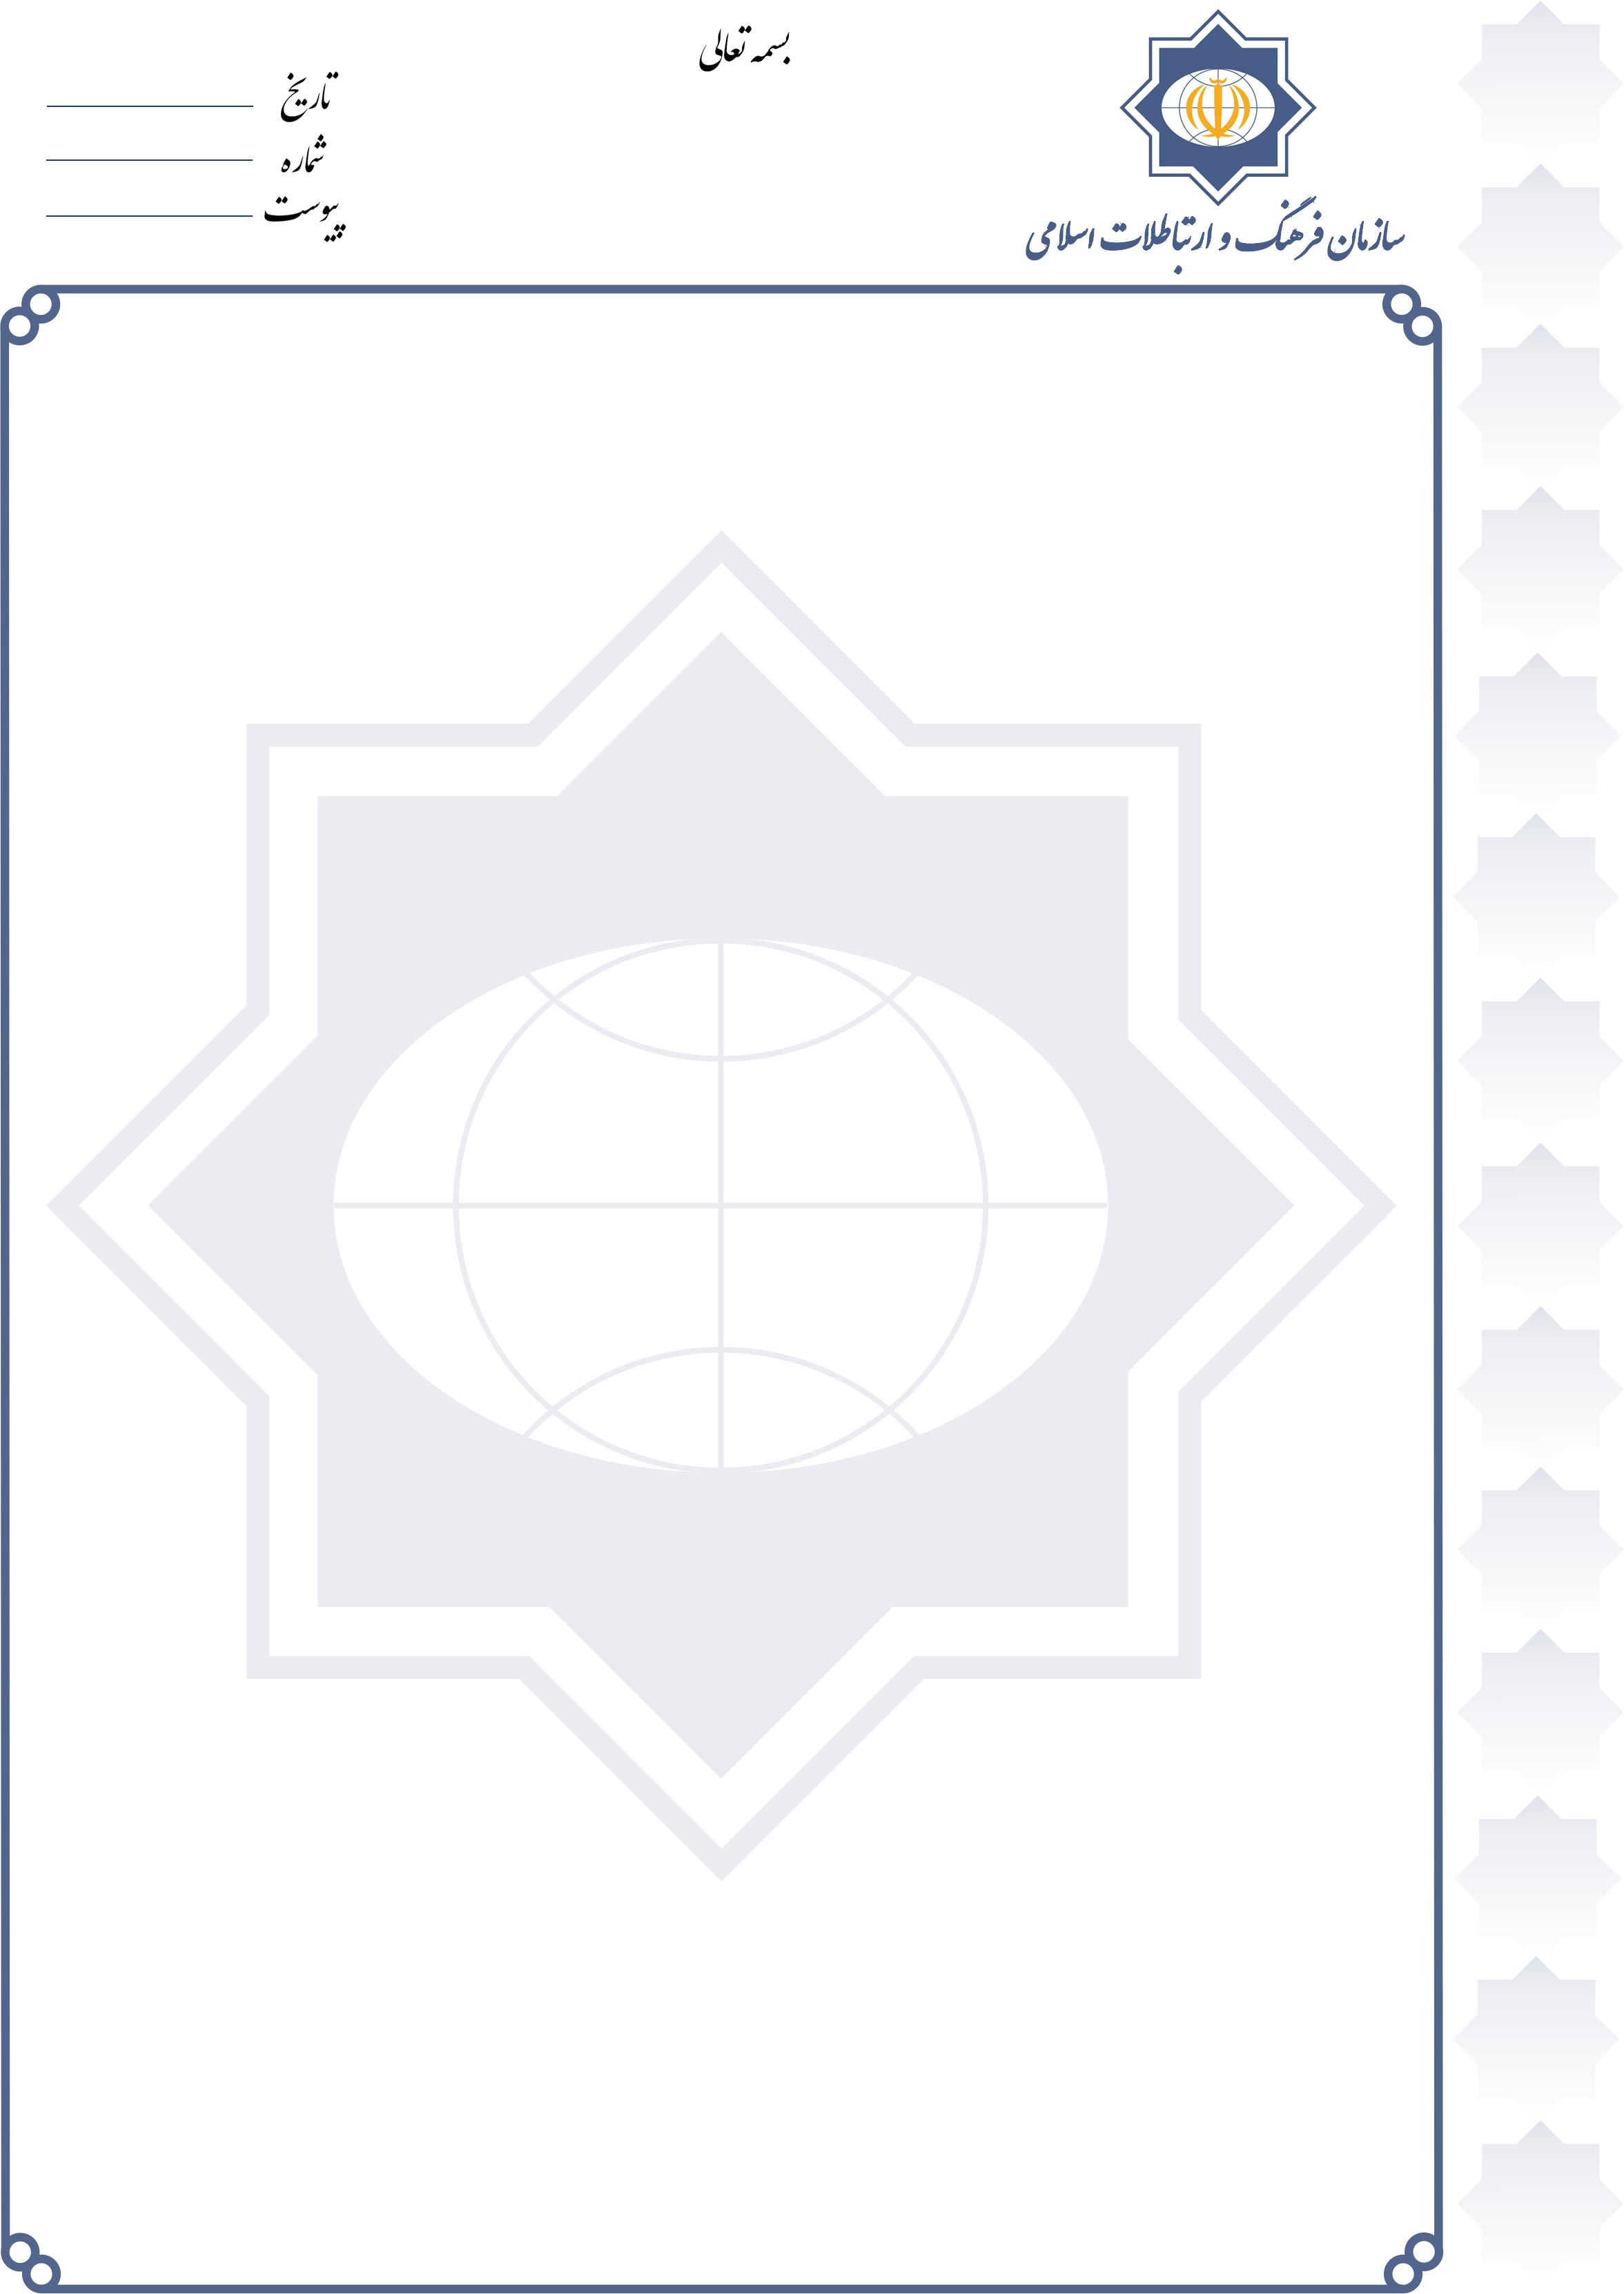 بسمه تعالی
تاریخ
شماره
پیوست
سازمان فرهنگ و ارتباطات اسلامی